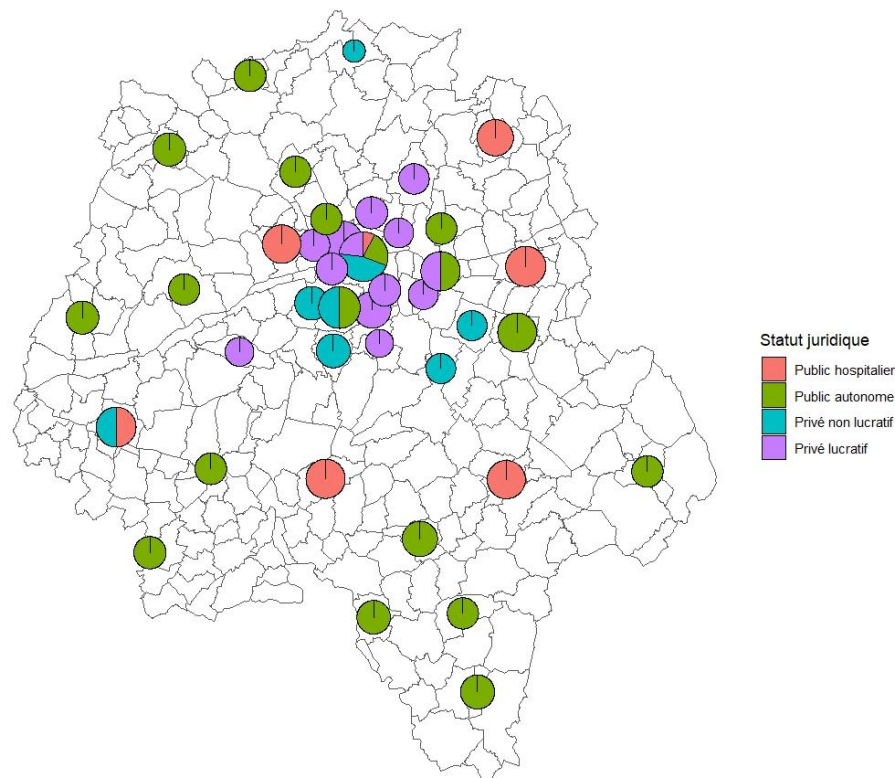 Statut juridique
Public hospitalier
Public autonome
Privé non lucratif
Privé lucratif